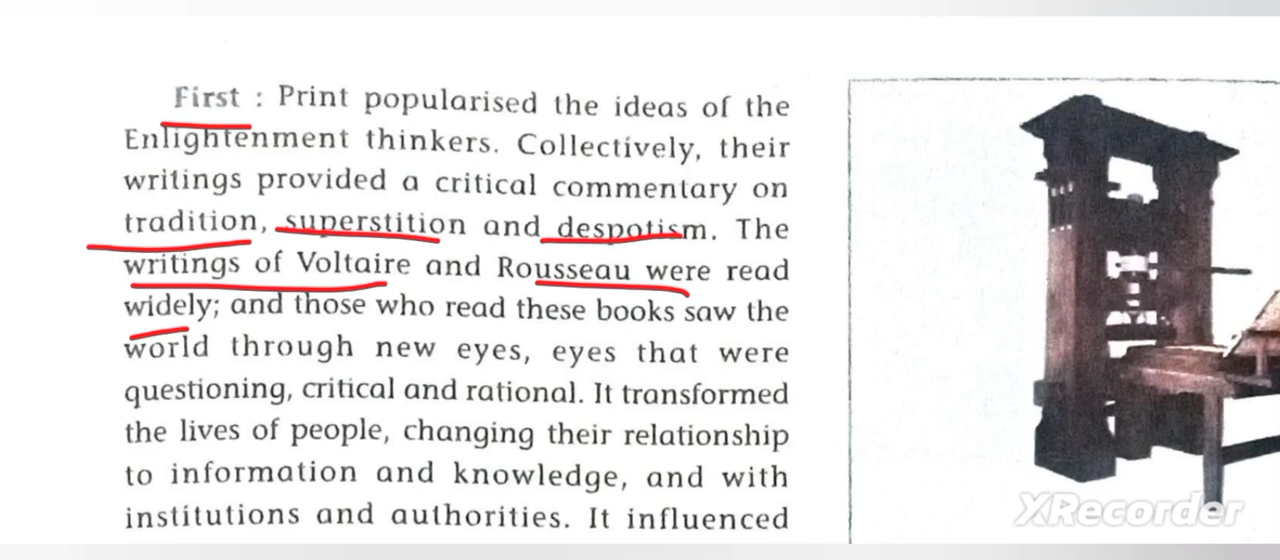 First : Print popularised the ideas of the
Enlightenment thinkers. Collectively, their
writings provided a critical commentary on
tradition, superstition and despotism. The
writings of Voltaire and Rousseau were read
widely; and those who read these books saw the
world through new eyes, eyes that were
questioning, critical and rational. It transformed
the lives of people, changing their relationship
to information and knowledge, and with
institutions and authorities. It influenced
XRecorder